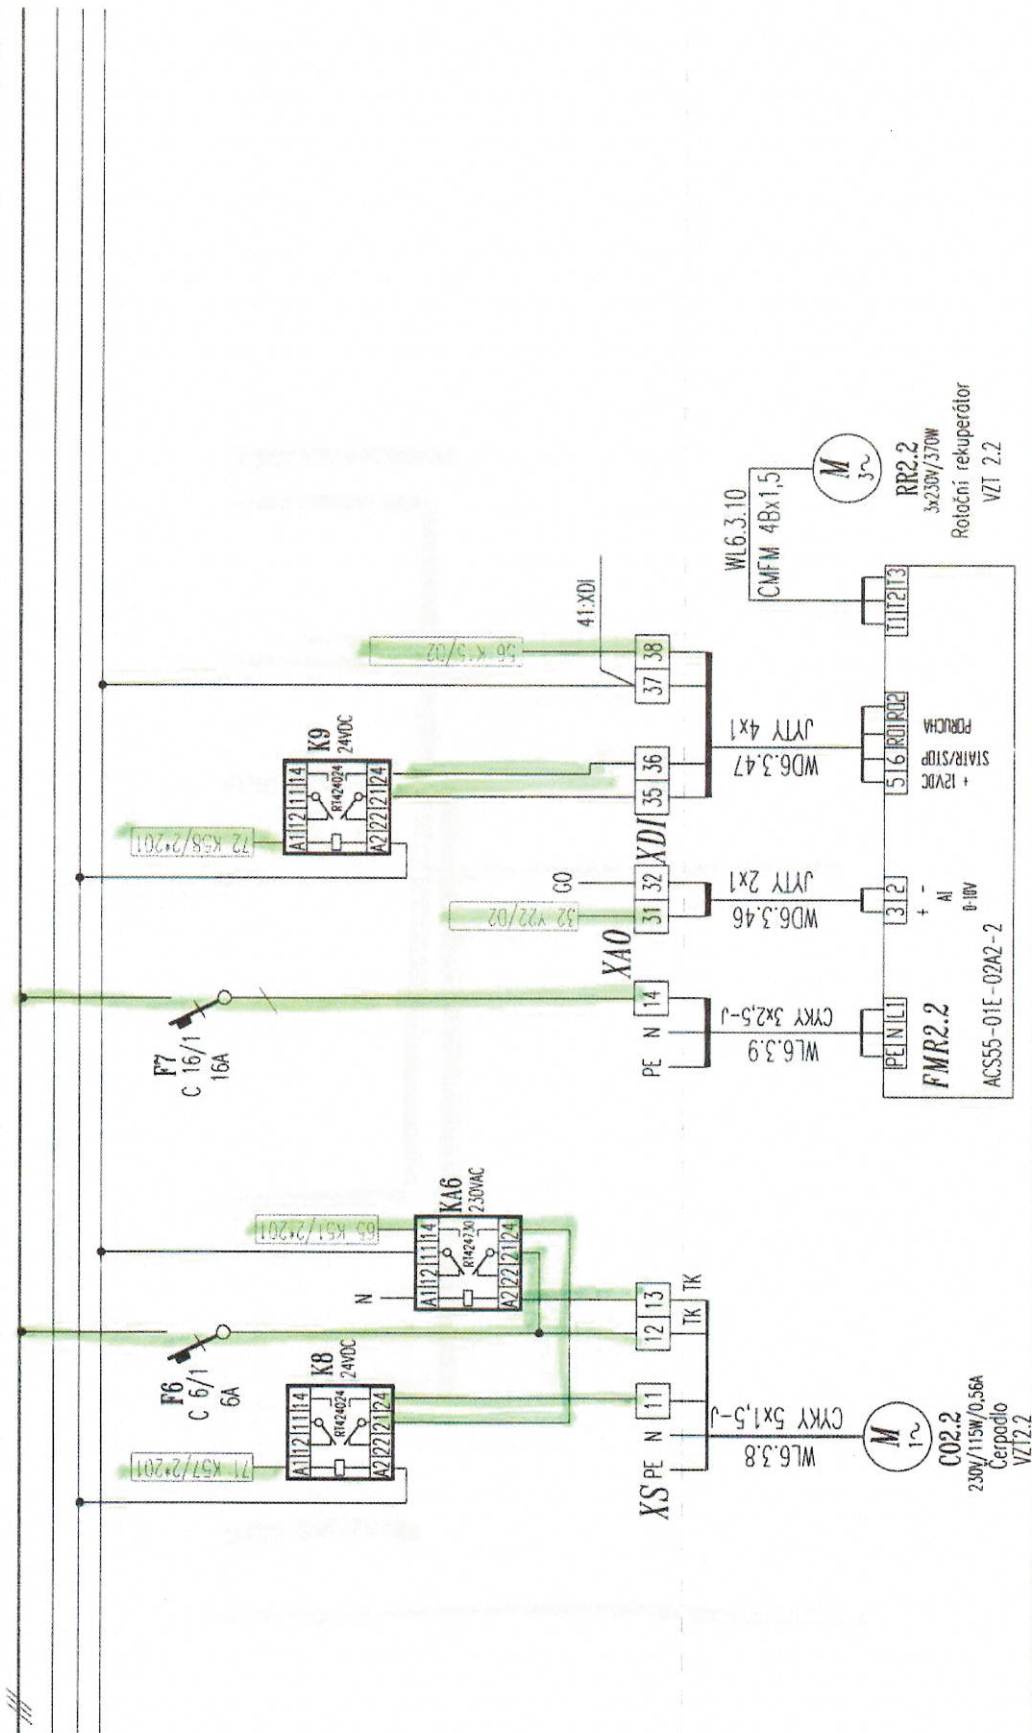 F6
C 6/1
6A
71 K57/2*201
K8
24VDC
A1 12 11 14
RT424024
A2 22 21 24
N
65 K51/2*201
KA6
230VAC
A1 12 11 14
RT424730
A2 22 21 24
XS
PE N 11 12 13
TK TK
WL6.3.8
CYKY 5x1,5-J
M
1~
CO2.2
230V/115W/0,56A
Čerpadlo
VZT2.2
F7
C 16/1
16A
PE N 14
WL6.3.9
CYKY 3x2,5-J
XAO
32 Y22/02
GO
31 32
WD6.3.46
JYTY 2x1
72 K58/2*201
K9
24VDC
A1 12 11 14
RT424024
A2 22 21 24
XDI
35 36 37 38
41:XDI
56 K15/02
WD6.3.47
JYTY 4x1
PE N L1
3 2
+ -
AI
0-10V
5 6 RO1 RO2
+ 12VDC
START/STOP
PORUCHA
T1 T2 T3
FMR2.2
ACS55-01E-02A2-2
WL6.3.10
CMFM 4Bx1,5
M
3~
RR2.2
3x230V/370W
Rotační rekuperátor
VZT 2.2